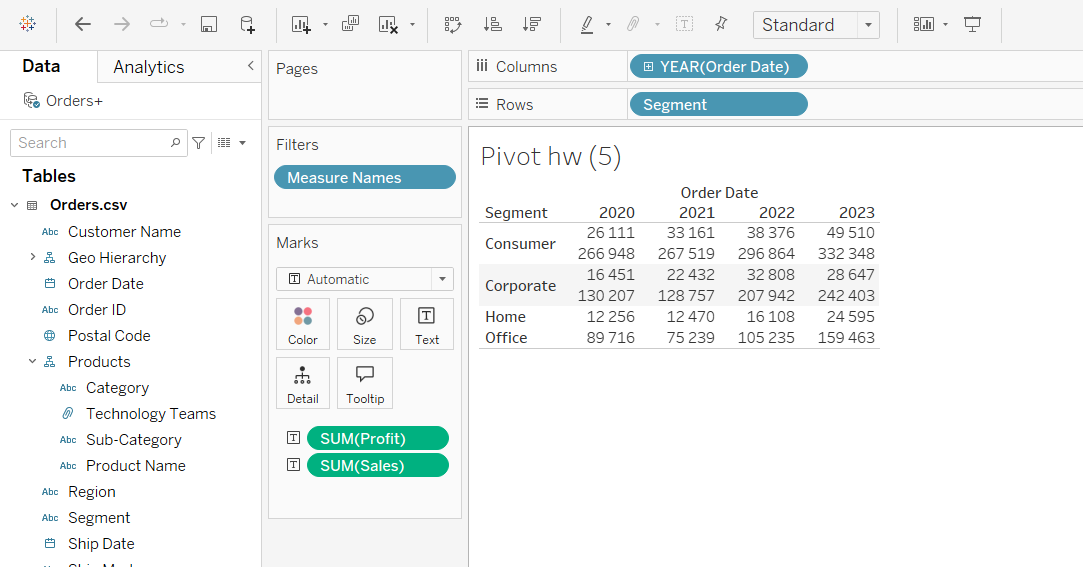 Standard
Data
Analytics
Orders+
Search
Tables
Orders.csv
Abc Customer Name
Geo Hierarchy
Order Date
Abc Order ID
Postal Code
Products
Abc Category
Technology Teams
Abc Sub-Category
Abc Product Name
Abc Region
Abc Segment
Ship Date
Pages
Filters
Measure Names
Marks
T Automatic
Color Size T Text
Detail Tooltip
T SUM(Profit)
T SUM(Sales)
Columns YEAR(Order Date)
Rows Segment
Pivot hw (5)
Order Date
Segment 2020 2021 2022 2023
Consumer 26 111 33 161 38 376 49 510
266 948 267 519 296 864 332 348
Corporate 16 451 22 432 32 808 28 647
130 207 128 757 207 942 242 403
Home 12 256 12 470 16 108 24 595
Office 89 716 75 239 105 235 159 463